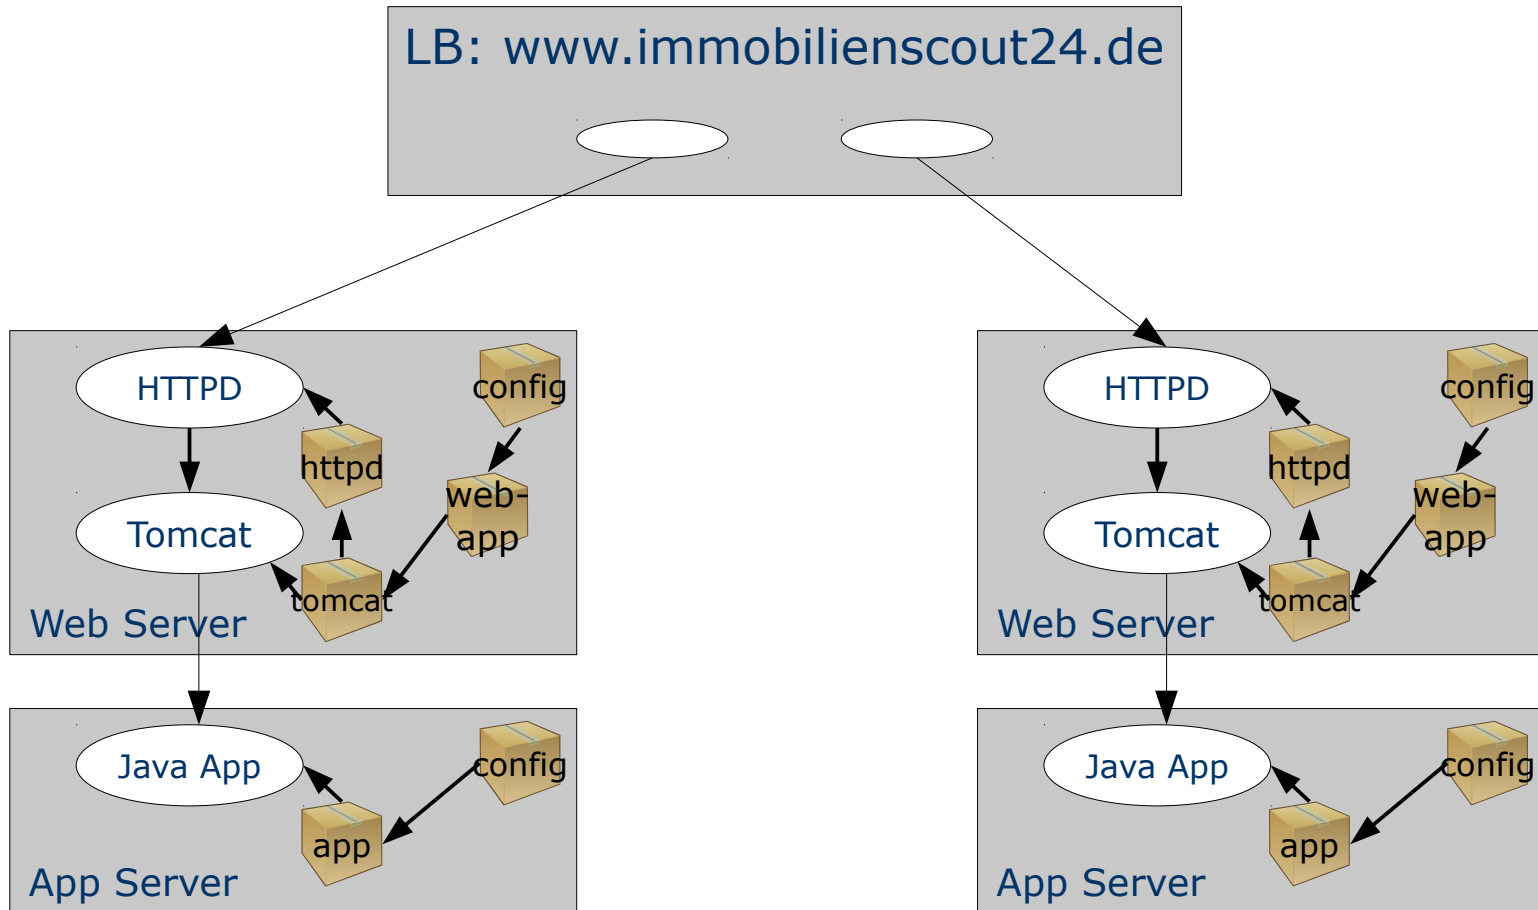 LB: www.immobilienscout24.de
HTTPD
config
httpd
web-
app
Tomcat
tomcat
Web Server
HTTPD
config
httpd
web-
app
Tomcat
tomcat
Web Server
Java App
config
app
App Server
Java App
config
app
App Server